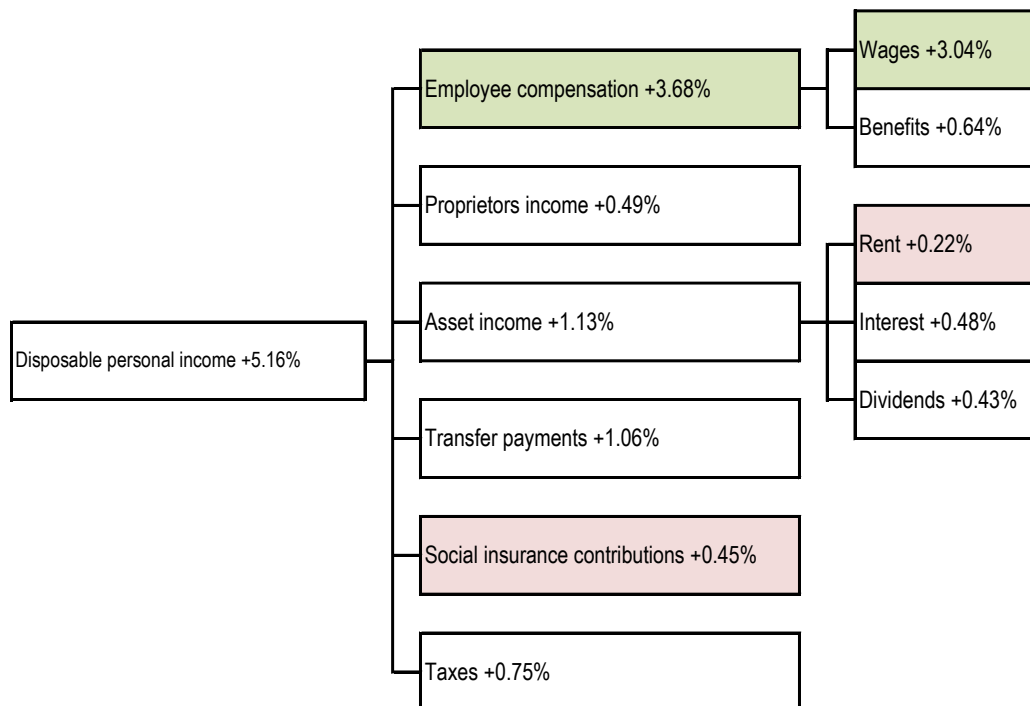 Disposable personal income +5.16%
Employee compensation +3.68%
Proprietors income +0.49%
Asset income +1.13%
Transfer payments +1.06%
Social insurance contributions +0.45%
Taxes +0.75%
Wages +3.04%
Benefits +0.64%
Rent +0.22%
Interest +0.48%
Dividends +0.43%